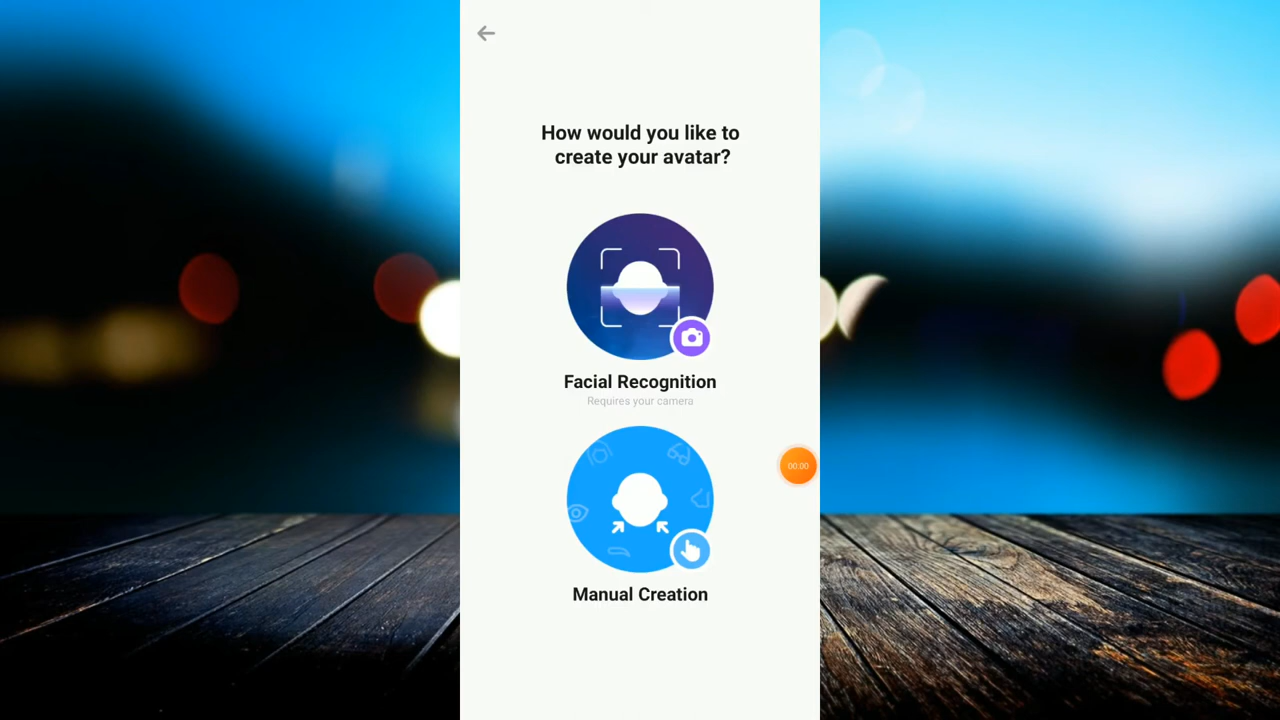 How would you like to
create your avatar?
Facial Recognition
Requires your camera
00:00
Manual Creation